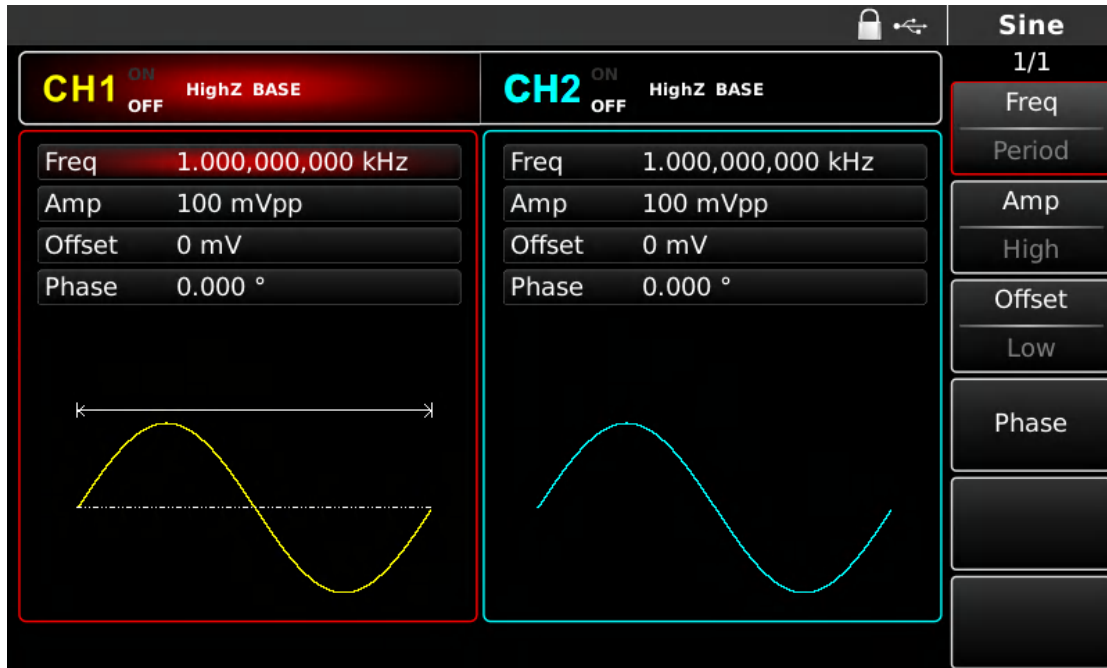 Sine
1/1
CH1 ON OFF HighZ BASE
CH2 ON OFF HighZ BASE
Freq 1.000,000,000 kHz
Amp 100 mVpp
Offset 0 mV
Phase 0.000 °
Freq 1.000,000,000 kHz
Amp 100 mVpp
Offset 0 mV
Phase 0.000 °
Freq
Period
Amp
High
Offset
Low
Phase